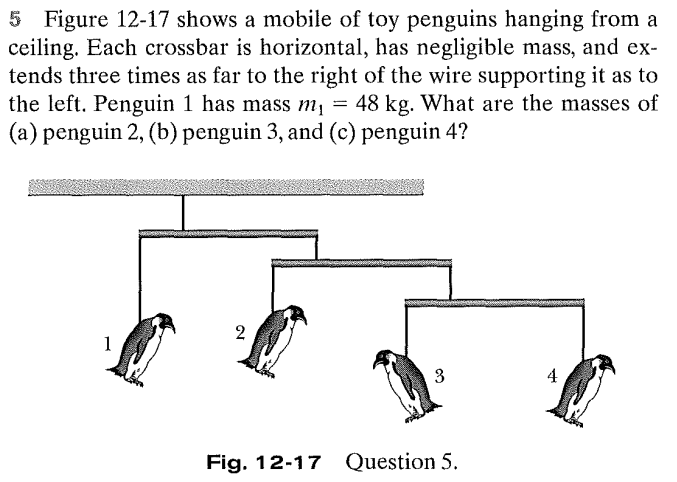 5 Figure 12-17 shows a mobile of toy penguins hanging from a
ceiling. Each crossbar is horizontal, has negligible mass, and ex-
tends three times as far to the right of the wire supporting it as to
the left. Penguin 1 has mass m₁ = 48 kg. What are the masses of
(a) penguin 2, (b) penguin 3, and (c) penguin 4?
1
2
3
4
Fig. 12-17 Question 5.